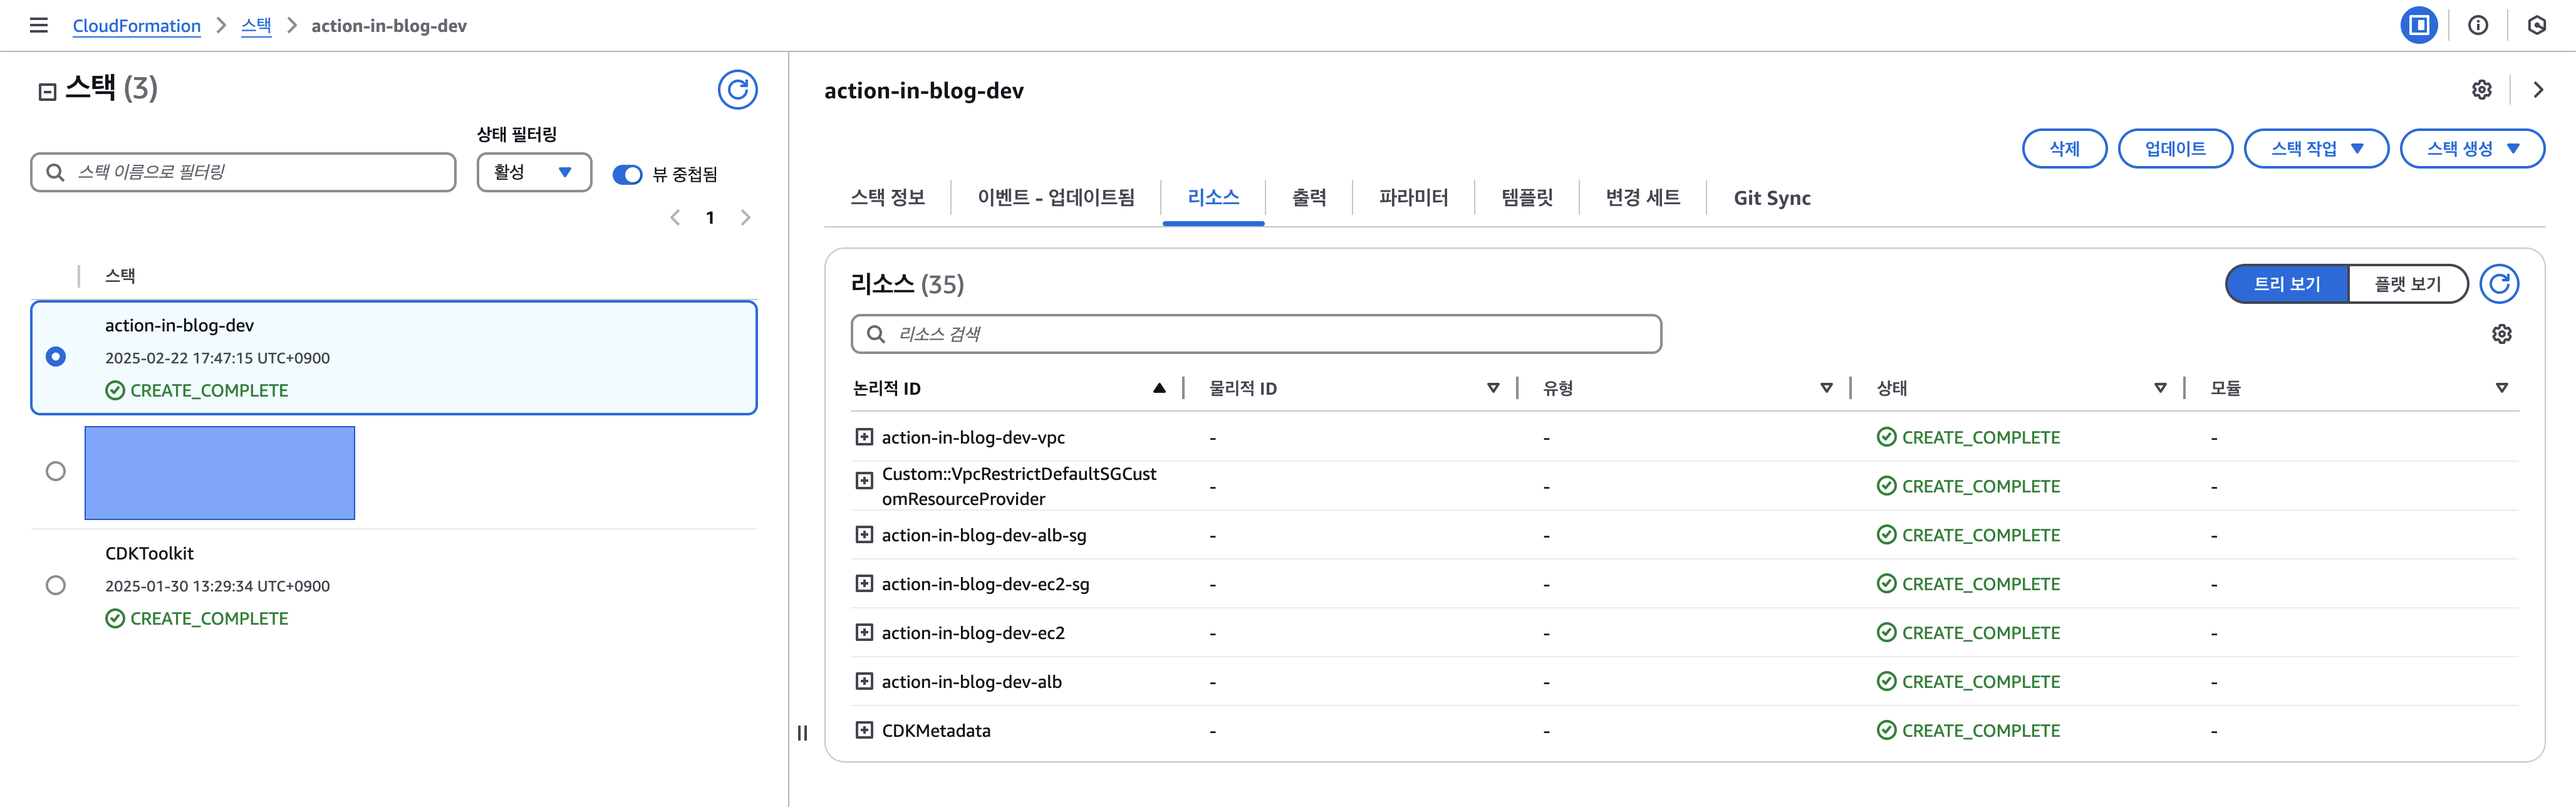 CloudFormation > 스택 > action-in-blog-dev
스택 (3)
상태 필터링
스택 이름으로 필터링
활성
뷰 중첩됨
1
스택
action-in-blog-dev
2025-02-22 17:47:15 UTC+0900
CREATE_COMPLETE
CDKToolkit
2025-01-30 13:29:34 UTC+0900
CREATE_COMPLETE
action-in-blog-dev
삭제 업데이트 스택 작업 스택 생성
스택 정보 이벤트 - 업데이트됨 리소스 출력 파라미터 템플릿 변경 세트 Git Sync
리소스 (35)
트리 보기 플랫 보기
리소스 검색
논리적 ID 물리적 ID 유형 상태 모듈
action-in-blog-dev-vpc - - CREATE_COMPLETE -
Custom::VpcRestrictDefaultSGCust
omResourceProvider - - CREATE_COMPLETE -
action-in-blog-dev-alb-sg - - CREATE_COMPLETE -
action-in-blog-dev-ec2-sg - - CREATE_COMPLETE -
action-in-blog-dev-ec2 - - CREATE_COMPLETE -
action-in-blog-dev-alb - - CREATE_COMPLETE -
CDKMetadata - - CREATE_COMPLETE -